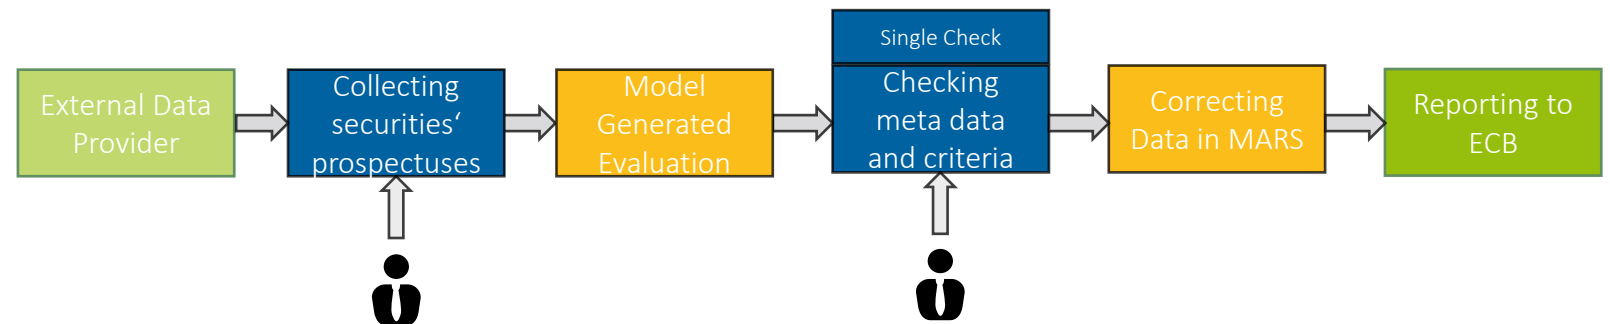 External Data
Provider
Collecting
securities‘
prospectuses
Model
Generated
Evaluation
Single Check
Checking
meta data
and criteria
Correcting
Data in MARS
Reporting to
ECB